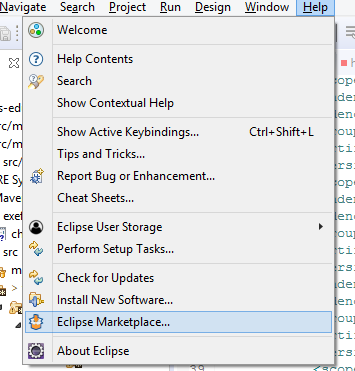 Navigate Search Project Run Design Window Help
Welcome
Help Contents
Search
Show Contextual Help
Show Active Keybindings... Ctrl+Shift+L
Tips and Tricks...
Report Bug or Enhancement...
Cheat Sheets...
Eclipse User Storage
Perform Setup Tasks...
Check for Updates
Install New Software...
Eclipse Marketplace...
About Eclipse
39